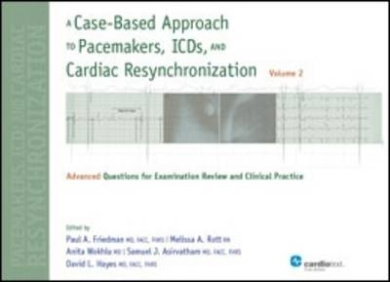 A Case-Based Approach
TO Pacemakers, ICDs, AND
Cardiac Resynchronization Volume 2
Advanced Questions for Examination Review and Clinical Practice
Edited by
Paul A. Friedman MD, FACC, FHRS | Melissa A. Rott RN
Anita Wokhlu MD | Samuel J. Asirvatham MD, FACC, FHRS
David L. Hayes MD, FACC, FHRS
cardiotext
RESYNCHRONIZATION